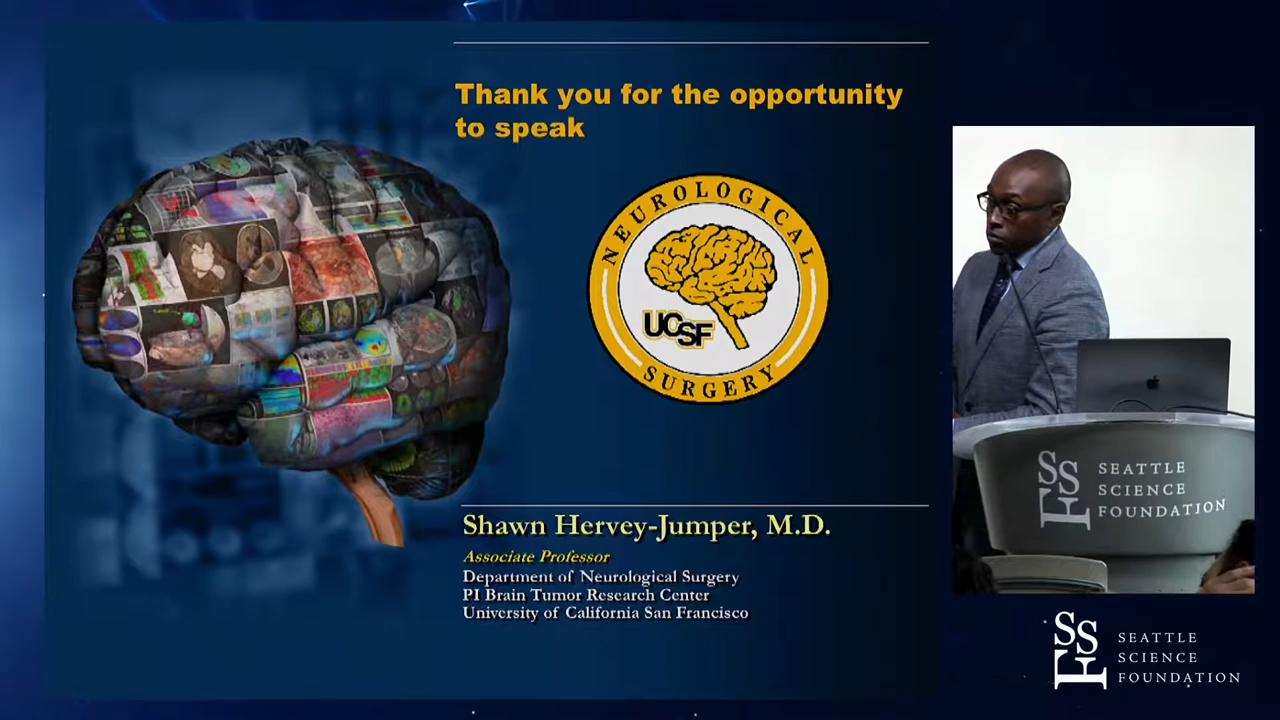 Thank you for the opportunity
to speak
NEUROLOGICAL
UCSF
SURGERY
Shawn Hervey-Jumper, M.D.
Associate Professor
Department of Neurological Surgery
PI Brain Tumor Research Center
University of California San Francisco
SSF
SEATTLE
SCIENCE
FOUNDATION
SSF
SEATTLE
SCIENCE
FOUNDATION